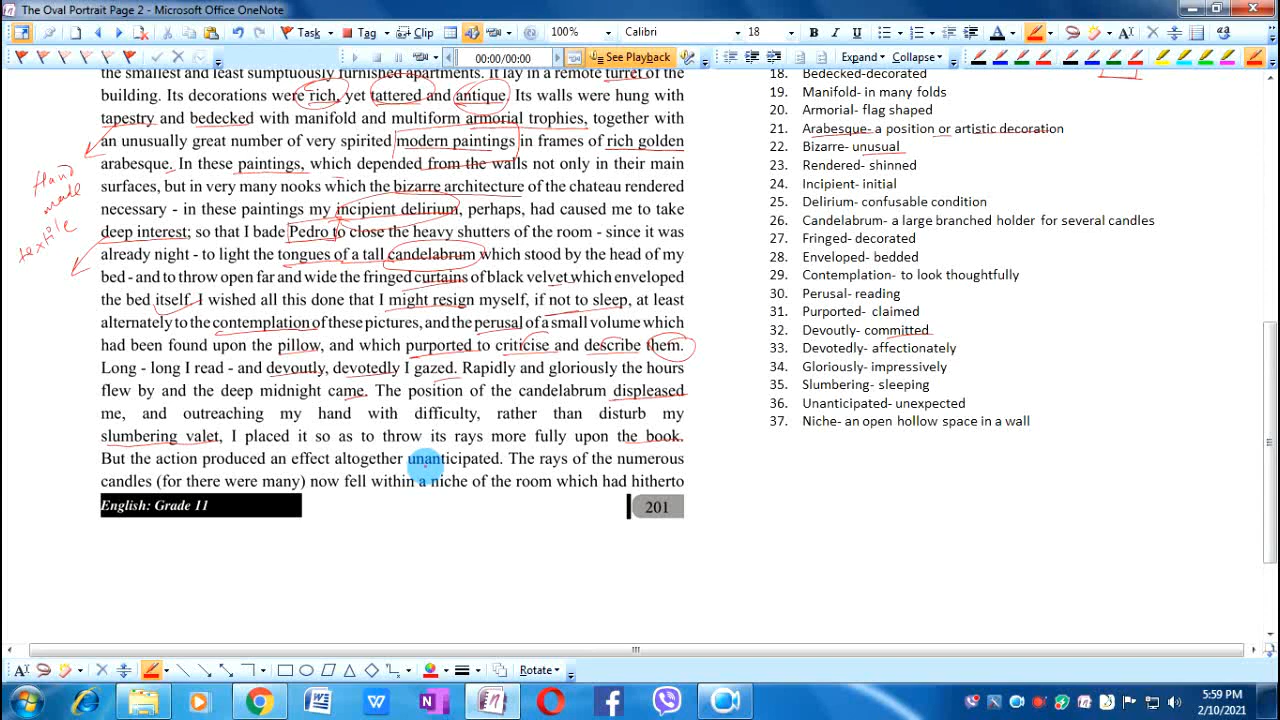 The Oval Portrait Page 2 - Microsoft Office OneNote
Task Tag Clip 100% Calibri 18 B I U A
00:00/00:00 See Playback Expand Collapse
the smallest and least sumptuously furnished apartments. It lay in a remote turret of the
building. Its decorations were rich, yet tattered and antique. Its walls were hung with
tapestry and bedecked with manifold and multiform armorial trophies, together with
an unusually great number of very spirited modern paintings in frames of rich golden
arabesque. In these paintings, which depended from the walls not only in their main
surfaces, but in very many nooks which the bizarre architecture of the chateau rendered
necessary - in these paintings my incipient delirium, perhaps, had caused me to take
deep interest; so that I bade Pedro to close the heavy shutters of the room - since it was
already night - to light the tongues of a tall candelabrum which stood by the head of my
bed - and to throw open far and wide the fringed curtains of black velvet which enveloped
the bed itself. I wished all this done that I might resign myself, if not to sleep, at least
alternately to the contemplation of these pictures, and the perusal of a small volume which
had been found upon the pillow, and which purported to criticise and describe them.
Long - long I read - and devoutly, devotedly I gazed. Rapidly and gloriously the hours
flew by and the deep midnight came. The position of the candelabrum displeased
me, and outreaching my hand with difficulty, rather than disturb my
slumbering valet, I placed it so as to throw its rays more fully upon the book.
But the action produced an effect altogether unanticipated. The rays of the numerous
candles (for there were many) now fell within a niche of the room which had hitherto
English: Grade 11
201
Hand
made
textile
18. Bedecked-decorated
19. Manifold- in many folds
20. Armorial- flag shaped
21. Arabesque- a position or artistic decoration
22. Bizarre- unusual
23. Rendered- shinned
24. Incipient- initial
25. Delirium- confusable condition
26. Candelabrum- a large branched holder for several candles
27. Fringed- decorated
28. Enveloped- bedded
29. Contemplation- to look thoughtfully
30. Perusal- reading
31. Purported- claimed
32. Devoutly- committed
33. Devotedly- affectionately
34. Gloriously- impressively
35. Slumbering- sleeping
36. Unanticipated- unexpected
37. Niche- an open hollow space in a wall
Rotate
5:59 PM
2/10/2021